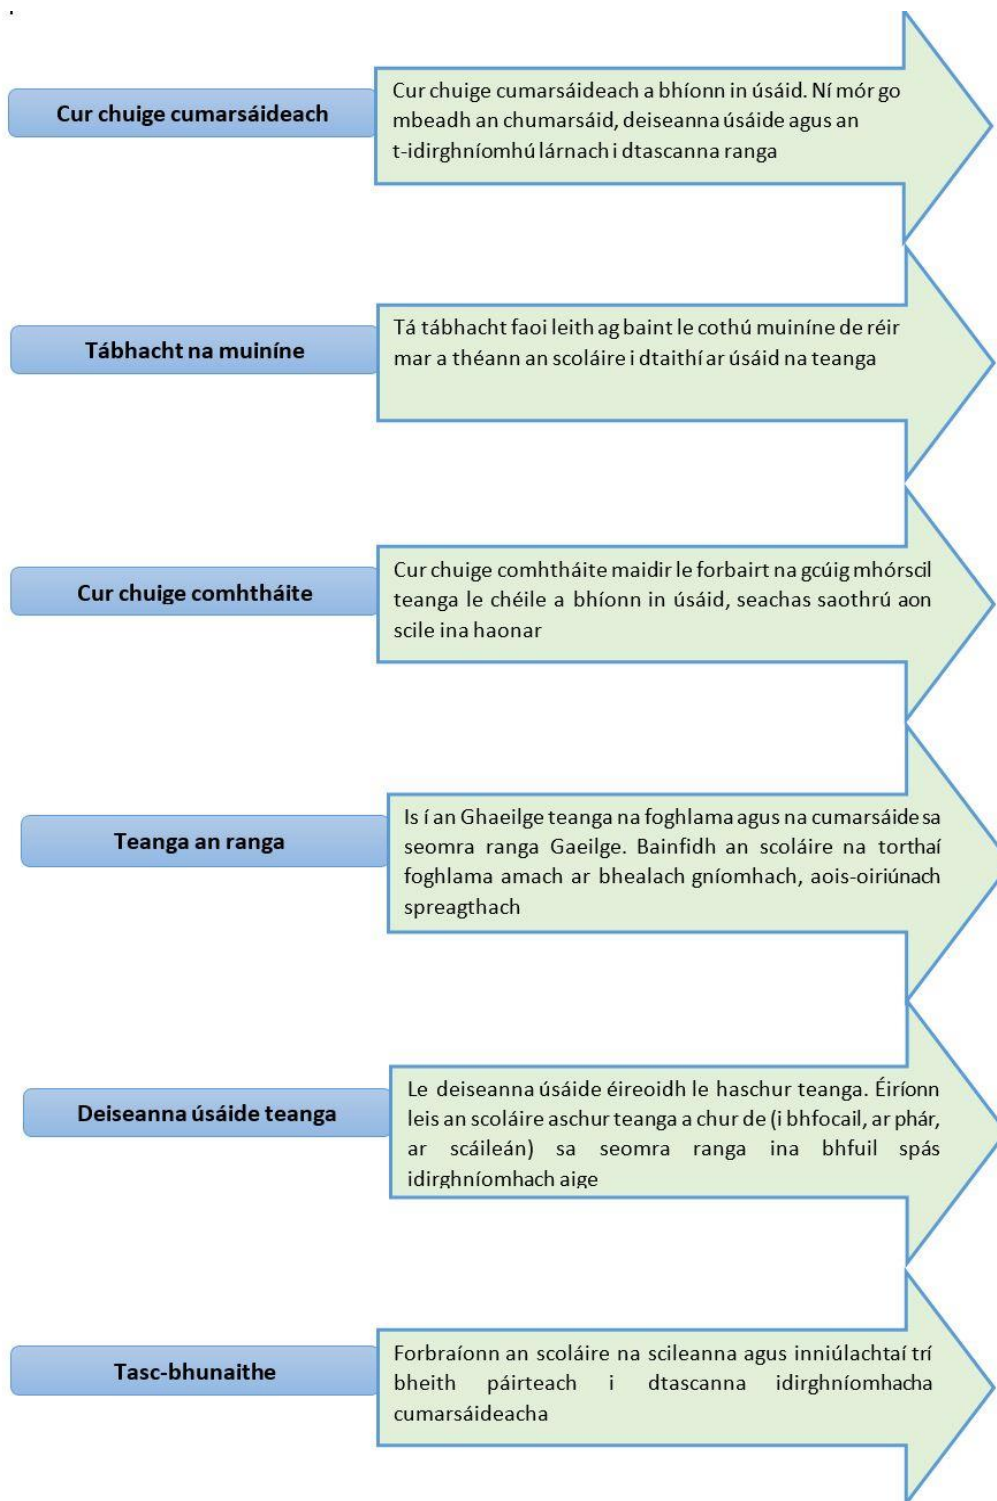 Cur chuige cumarsáideach
Cur chuige cumarsáideach a bhíonn in úsáid. Ní mór go
mbeadh an chumarsáid, deiseanna úsáide agus an
t-idirghníomhú lárnach i dtascanna ranga
Tábhacht na muiníne
Tá tábhacht faoi leith ag baint le cothú muiníne de réir
mar a théann an scoláire i dtaithí ar úsáid na teanga
Cur chuige comhtháite
Cur chuige comhtháite maidir le forbairt na gcúig mhórscil
teanga le chéile a bhíonn in úsáid, seachas saothrú aon
scile ina haonar
Teanga an ranga
Is í an Ghaeilge teanga na foghlama agus na cumarsáide sa
seomra ranga Gaeilge. Bainfidh an scoláire na torthaí
foghlama amach ar bhealach gníomhach, aois-oiriúnach
spreagthach
Deiseanna úsáide teanga
Le deiseanna úsáide éireoidh le haschur teanga. Éiríonn
leis an scoláire aschur teanga a chur de (i bhfocail, ar phár,
ar scáileán) sa seomra ranga ina bhfuil spás
idirghníomhach aige
Tasc-bhunaithe
Forbraíonn an scoláire na scileanna agus inniúlachtaí trí
bheith páirteach i dtascanna idirghníomhacha
cumarsáideacha